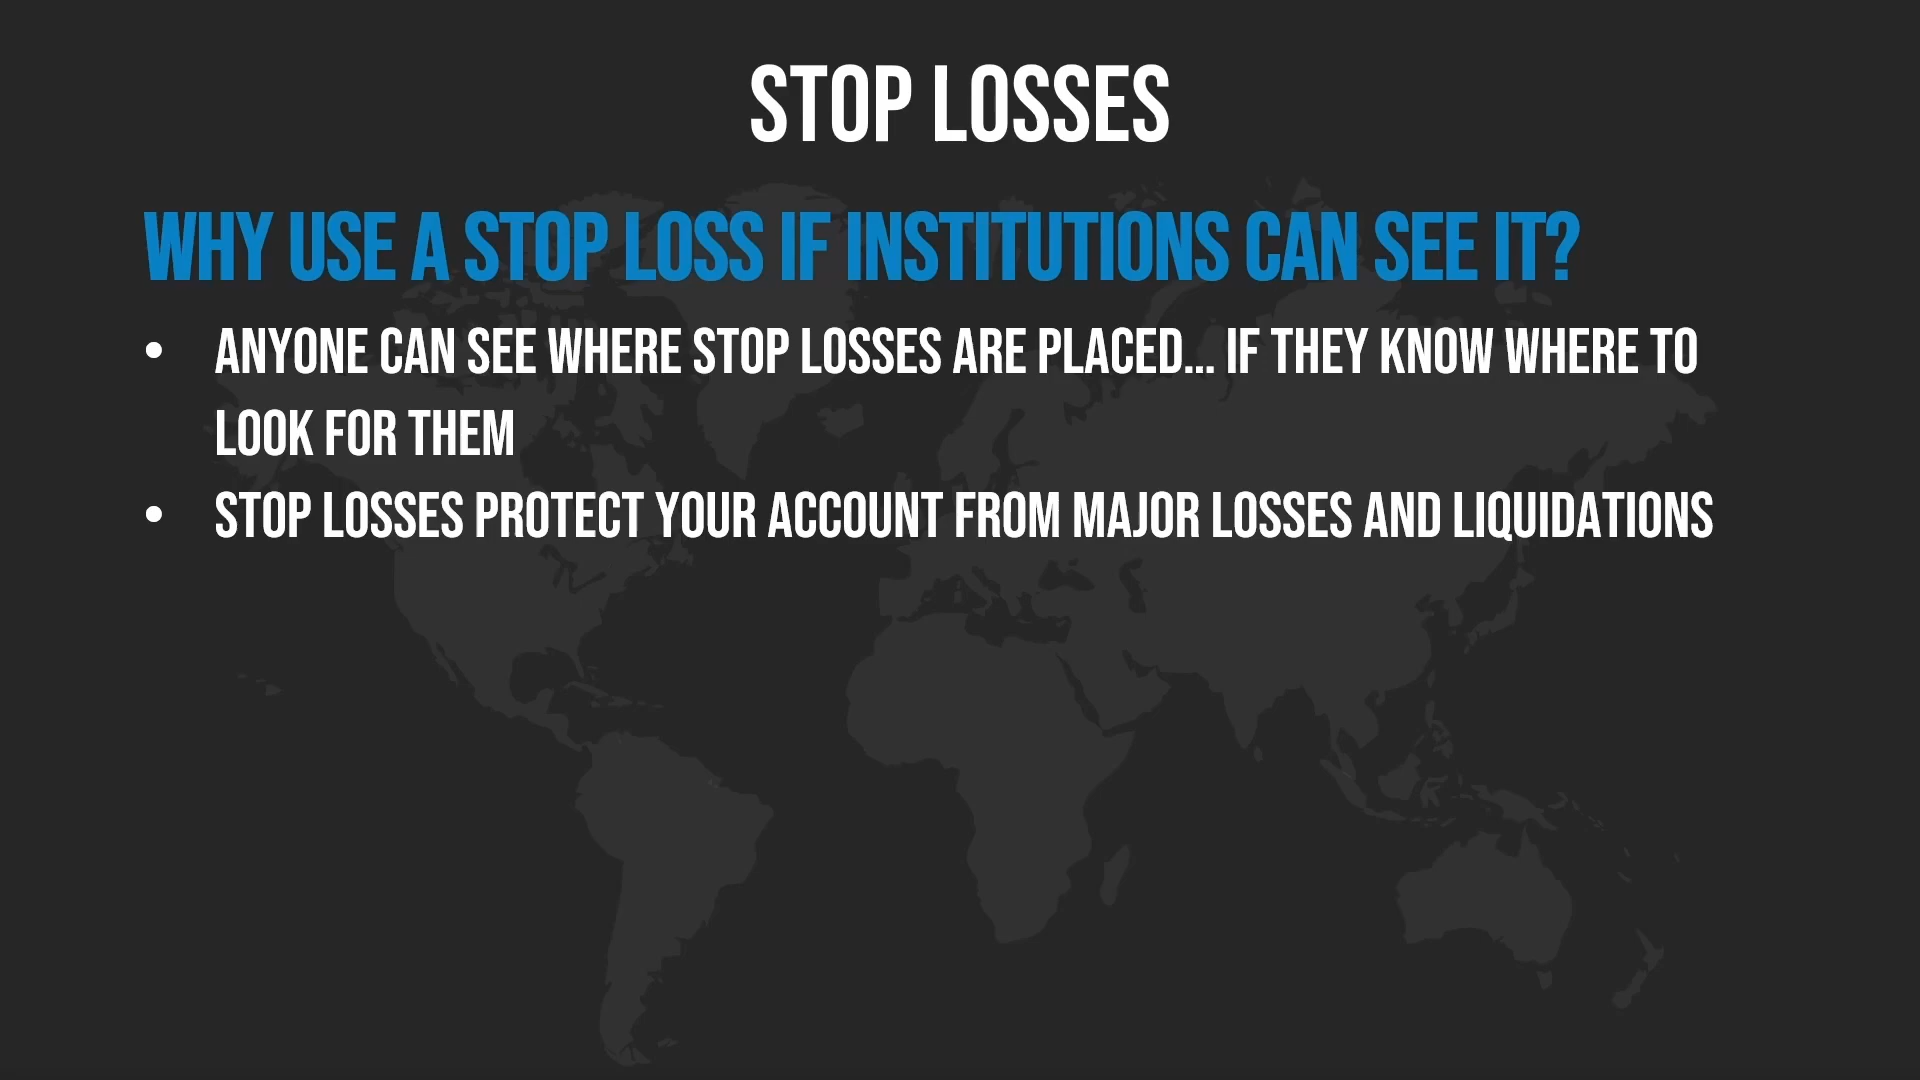 STOP LOSSES
WHY USE A STOP LOSS IF INSTITUTIONS CAN SEE IT?
• ANYONE CAN SEE WHERE STOP LOSSES ARE PLACED... IF THEY KNOW WHERE TO
LOOK FOR THEM
• STOP LOSSES PROTECT YOUR ACCOUNT FROM MAJOR LOSSES AND LIQUIDATIONS